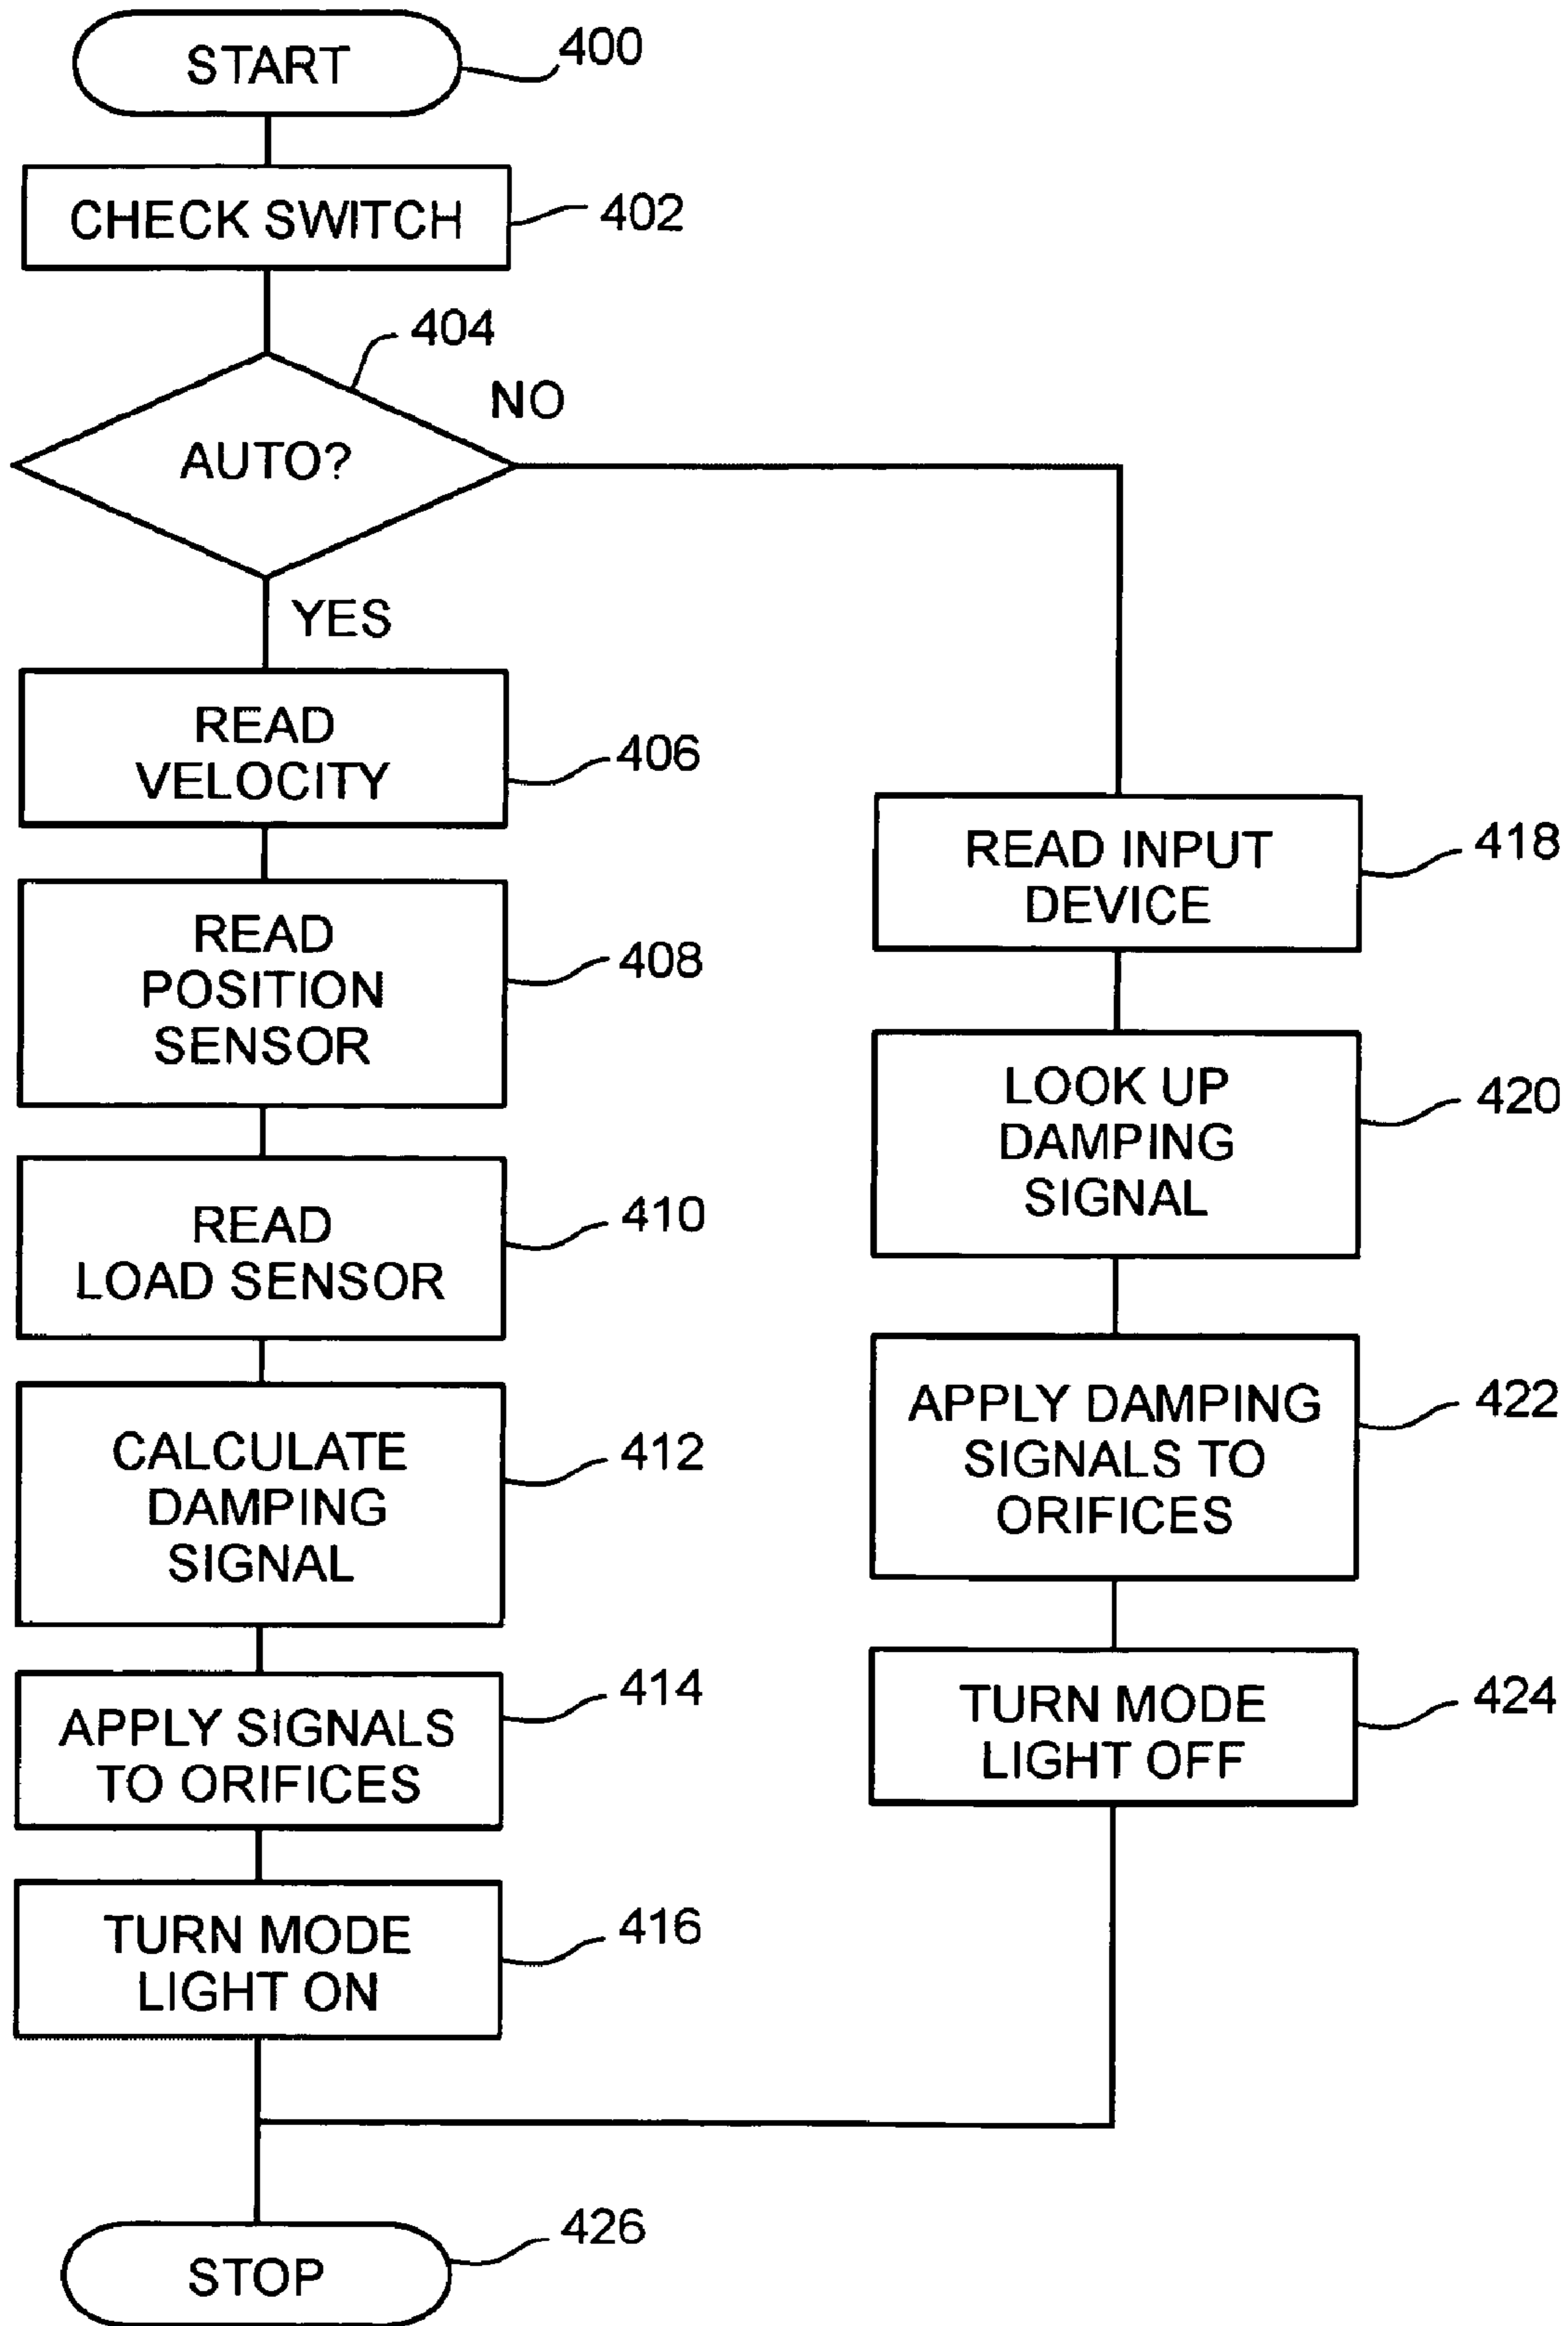 START
400
CHECK SWITCH
402
404
AUTO?
NO
YES
READ
VELOCITY
406
READ
POSITION
SENSOR
408
READ
LOAD SENSOR
410
CALCULATE
DAMPING
SIGNAL
412
APPLY SIGNALS
TO ORIFICES
414
TURN MODE
LIGHT ON
416
READ INPUT
DEVICE
418
LOOK UP
DAMPING
SIGNAL
420
APPLY DAMPING
SIGNALS TO
ORIFICES
422
TURN MODE
LIGHT OFF
424
STOP
426